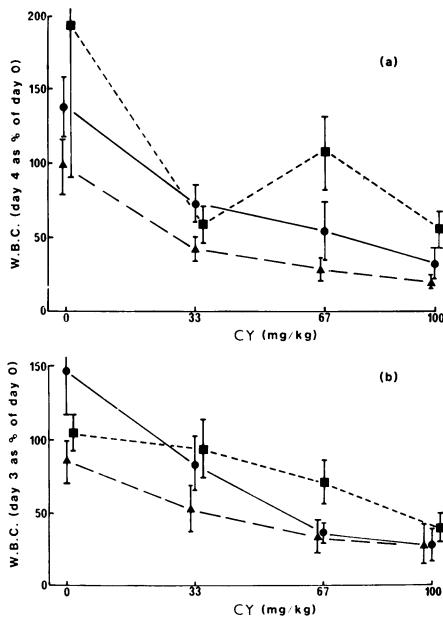 (a)
W.B.C. (day 4 as % of day 0)
200
150
100
50
0
0 33 67 100
CY (mg/kg)
(b)
W.B.C. (day 3 as % of day 0)
150
100
50
0
0 33 67 100
CY (mg/kg)